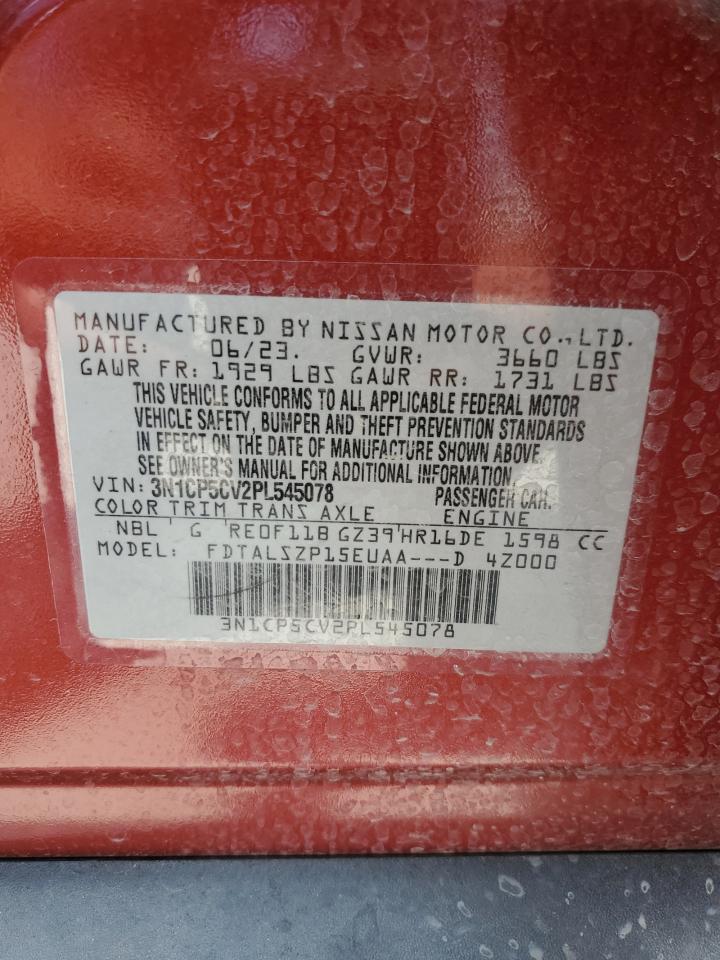 MANUFACTURED BY NISSAN MOTOR CO., LTD.
DATE: 06/23. GVWR: 3660 LBS
GAWR FR: 1929 LBS GAWR RR: 1731 LBS
THIS VEHICLE CONFORMS TO ALL APPLICABLE FEDERAL MOTOR
VEHICLE SAFETY, BUMPER AND THEFT PREVENTION STANDARDS
IN EFFECT ON THE DATE OF MANUFACTURE SHOWN ABOVE
SEE OWNER'S MANUAL FOR ADDITIONAL INFORMATION.
VIN: 3N1CP5CV2PL545078 PASSENGER CAR.
COLOR TRIM TRANS AXLE ENGINE
NBL G RE0F11B GZ39 HR16DE 1598 CC
MODEL: FDTALSZP15EUAA---D 4Z000
3N1CP5CV2PL545078